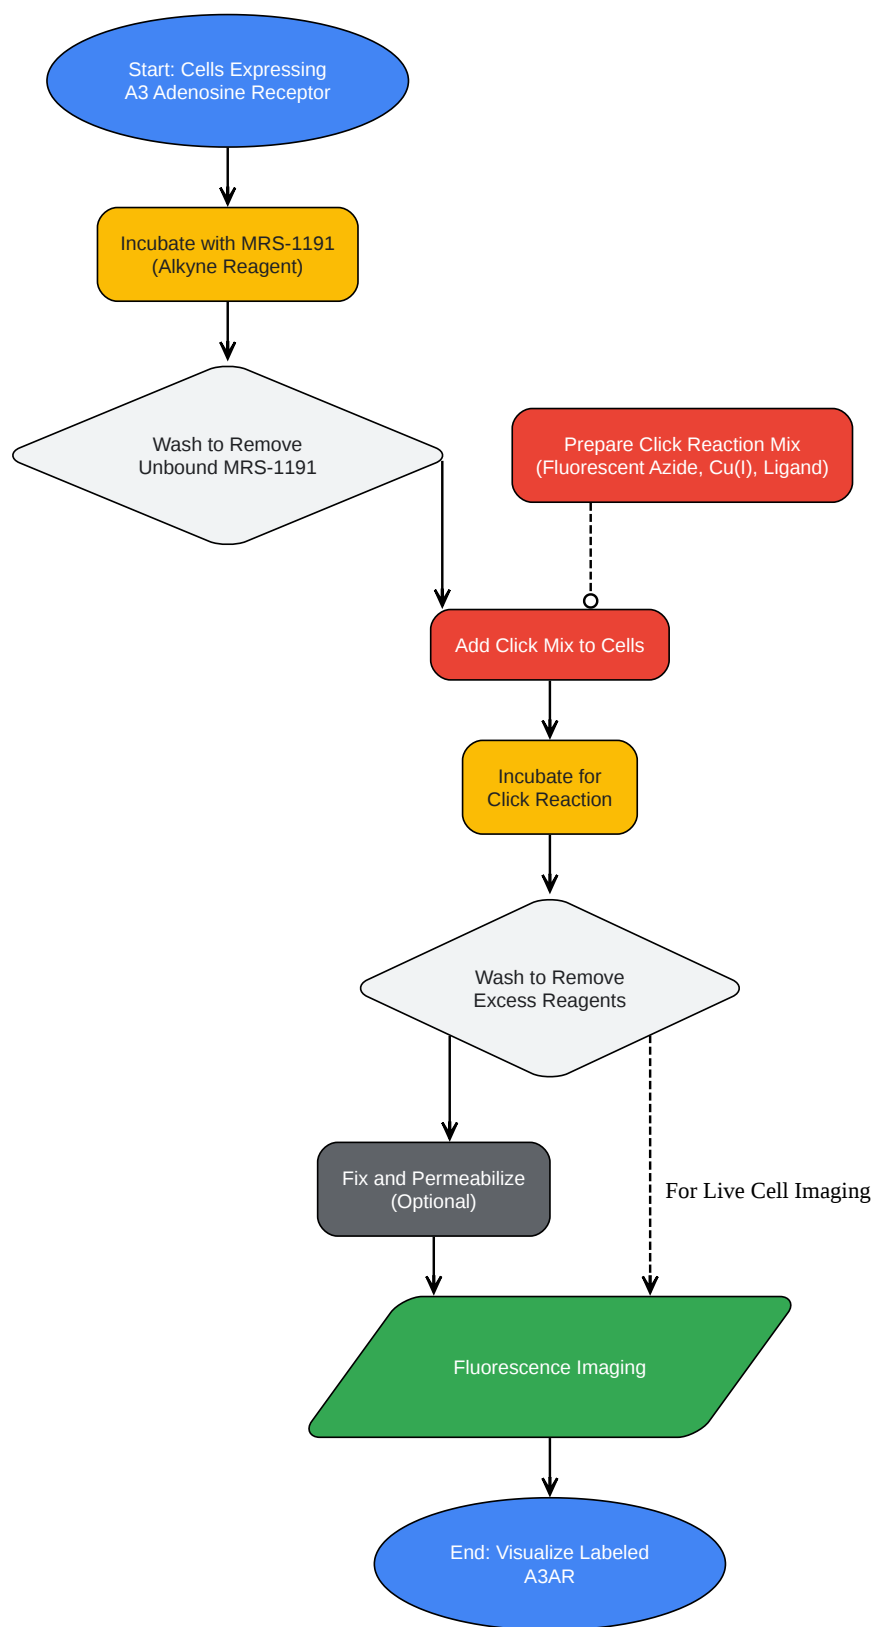 Start: Cells Expressing
A3 Adenosine Receptor
Incubate with MRS-1191
(Alkyne Reagent)
Wash to Remove
Unbound MRS-1191
Prepare Click Reaction Mix
(Fluorescent Azide, Cu(I), Ligand)
Add Click Mix to Cells
Incubate for
Click Reaction
Wash to Remove
Excess Reagents
Fix and Permeabilize
(Optional)
For Live Cell Imaging
Fluorescence Imaging
End: Visualize Labeled
A3AR